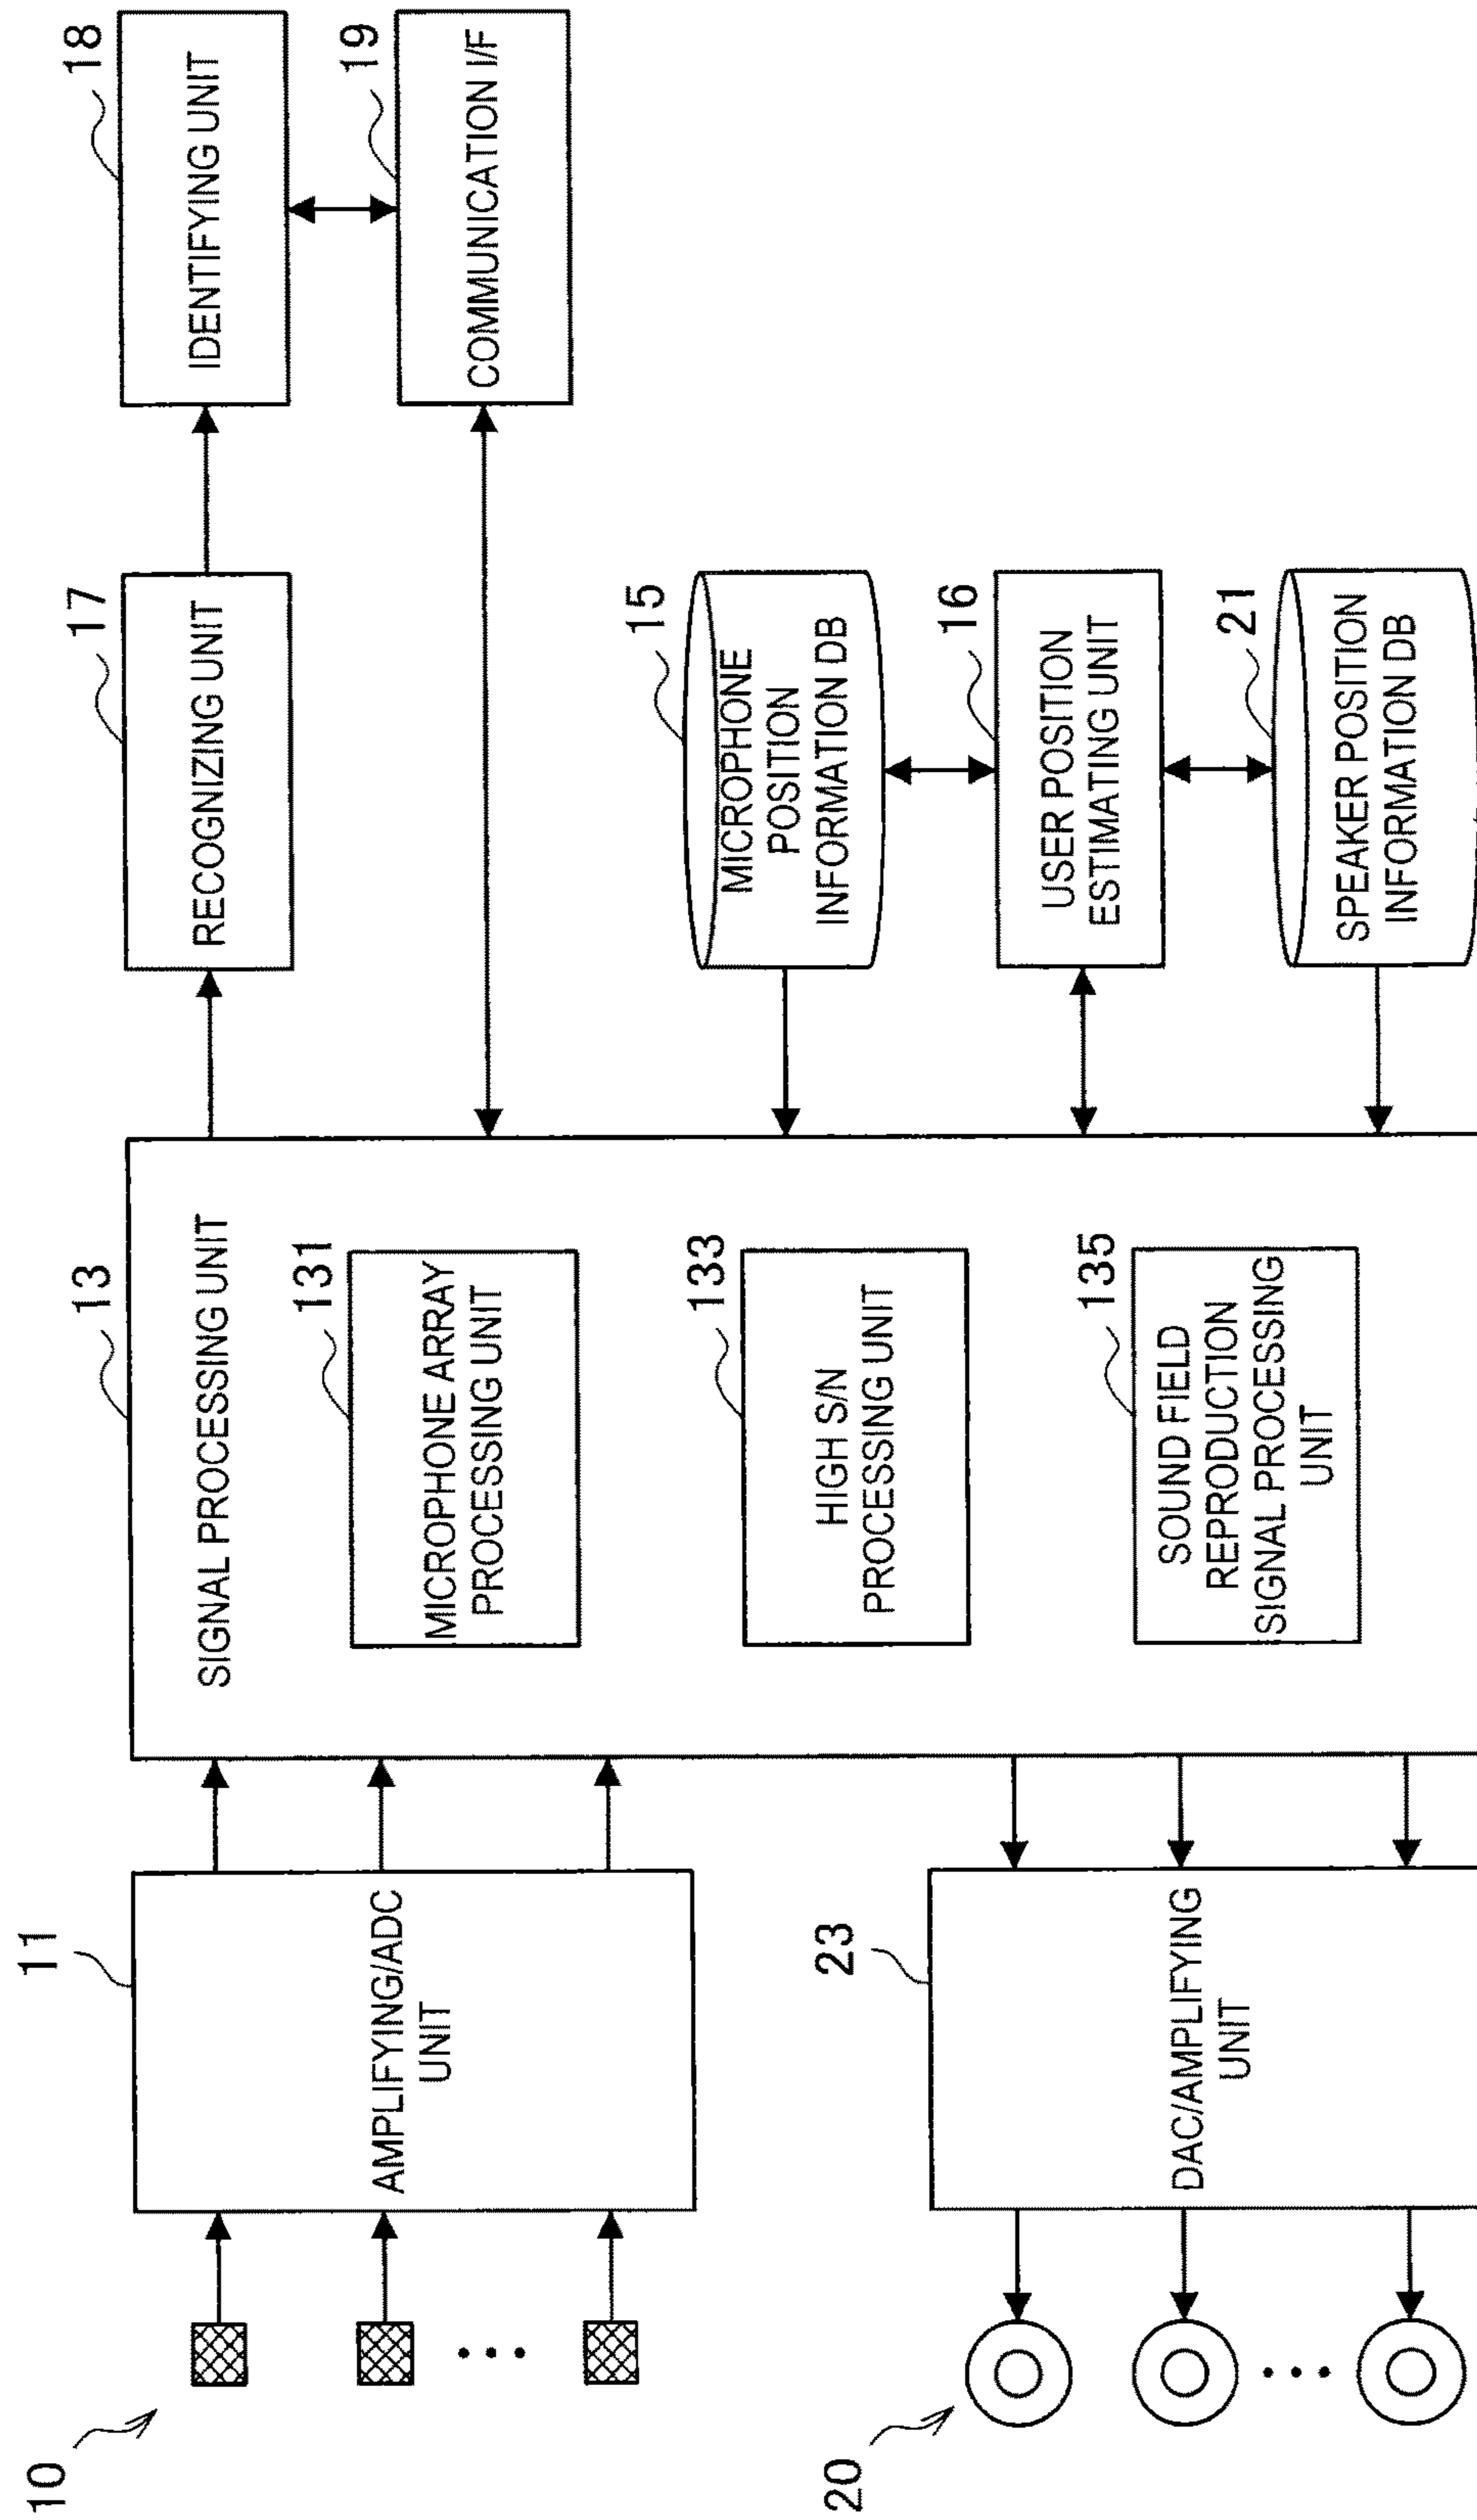 10
11
AMPLIFYING/ADC
UNIT
13
SIGNAL PROCESSING UNIT
131
MICROPHONE ARRAY
PROCESSING UNIT
133
HIGH S/N
PROCESSING UNIT
135
SOUND FIELD
REPRODUCTION
SIGNAL PROCESSING
UNIT
17
RECOGNIZING UNIT
18
IDENTIFYING UNIT
19
COMMUNICATION I/F
15
MICROPHONE
POSITION
INFORMATION DB
16
USER POSITION
ESTIMATING UNIT
21
SPEAKER POSITION
INFORMATION DB
20
23
DAC/AMPLIFYING
UNIT